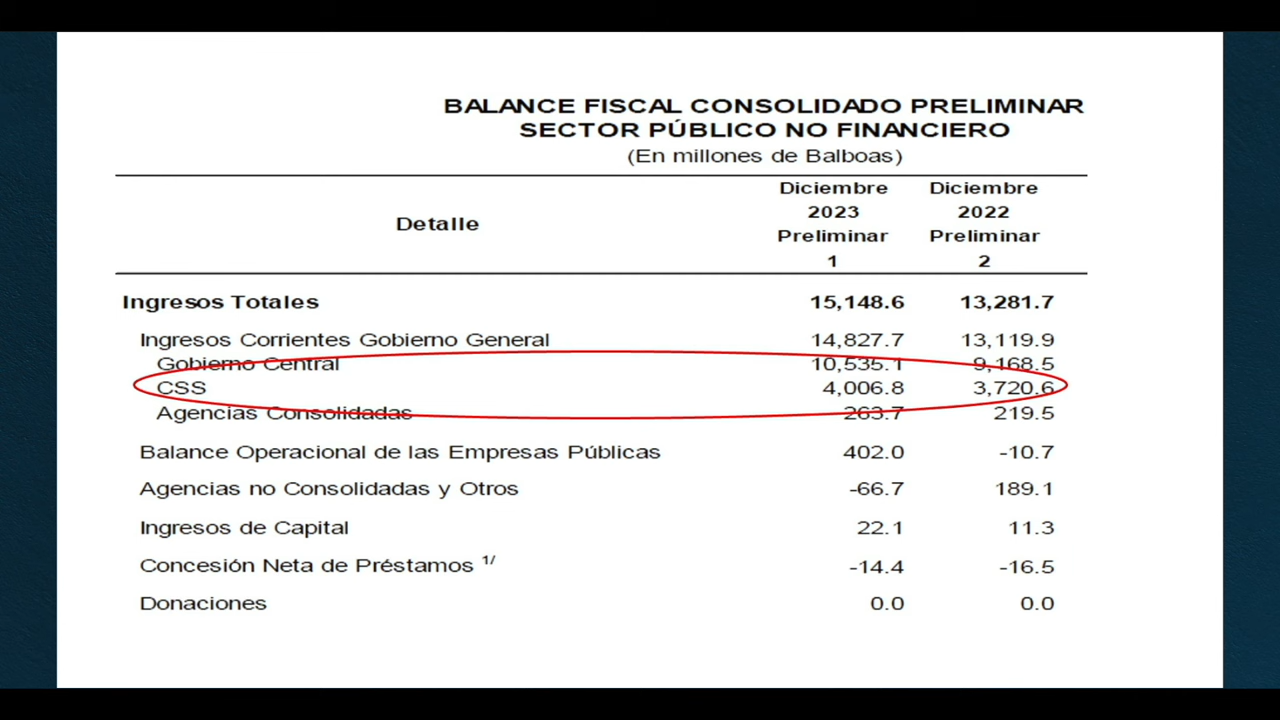 BALANCE FISCAL CONSOLIDADO PRELIMINAR
SECTOR PÚBLICO NO FINANCIERO
(En millones de Balboas)
Detalle
Diciembre 2023 Preliminar 1
Diciembre 2022 Preliminar 2
Ingresos Totales 15,148.6 13,281.7
Ingresos Corrientes Gobierno General 14,827.7 13,119.9
Gobierno Central 10,535.1 9,168.5
CSS 4,006.8 3,720.6
Agencias Consolidadas 263.7 219.5
Balance Operacional de las Empresas Públicas 402.0 -10.7
Agencias no Consolidadas y Otros -66.7 189.1
Ingresos de Capital 22.1 11.3
Concesión Neta de Préstamos 1/ -14.4 -16.5
Donaciones 0.0 0.0